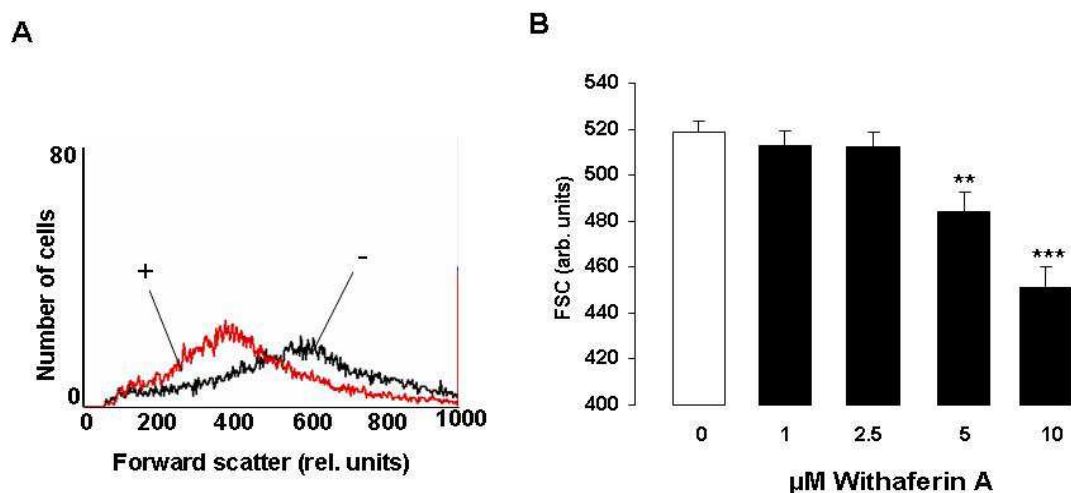 A
80
Number of cells
+
-
0
0 200 400 600 800 1000
Forward scatter (rel. units)
B
540
520
500
480
460
440
420
400
FSC (arb. units)
**
***
0 1 2.5 5 10
µM Withaferin A